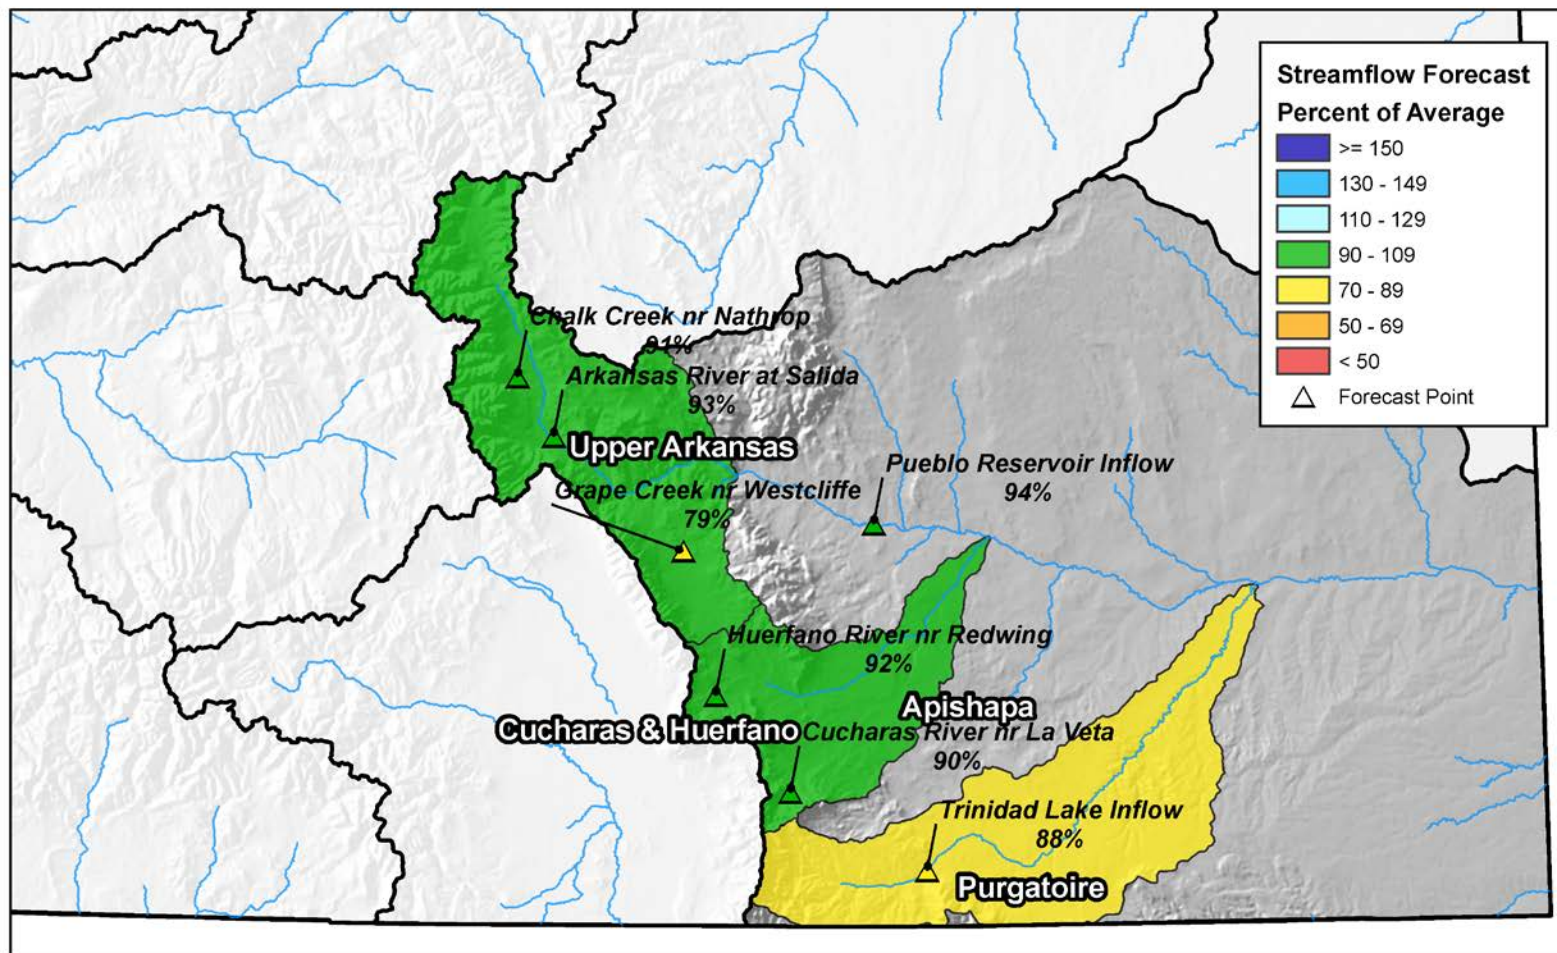 Streamflow Forecast
Percent of Average
>= 150
130 - 149
110 - 129
90 - 109
70 - 89
50 - 69
< 50
Forecast Point
Chalk Creek nr Nathrop
91%
Arkansas River at Salida
93%
Upper Arkansas
Pueblo Reservoir Inflow
94%
Grape Creek nr Westcliffe
79%
Huerfano River nr Redwing
92%
Apishapa
Cucharas & Huerfano
Cucharas River nr La Veta
90%
Trinidad Lake Inflow
88%
Purgatoire